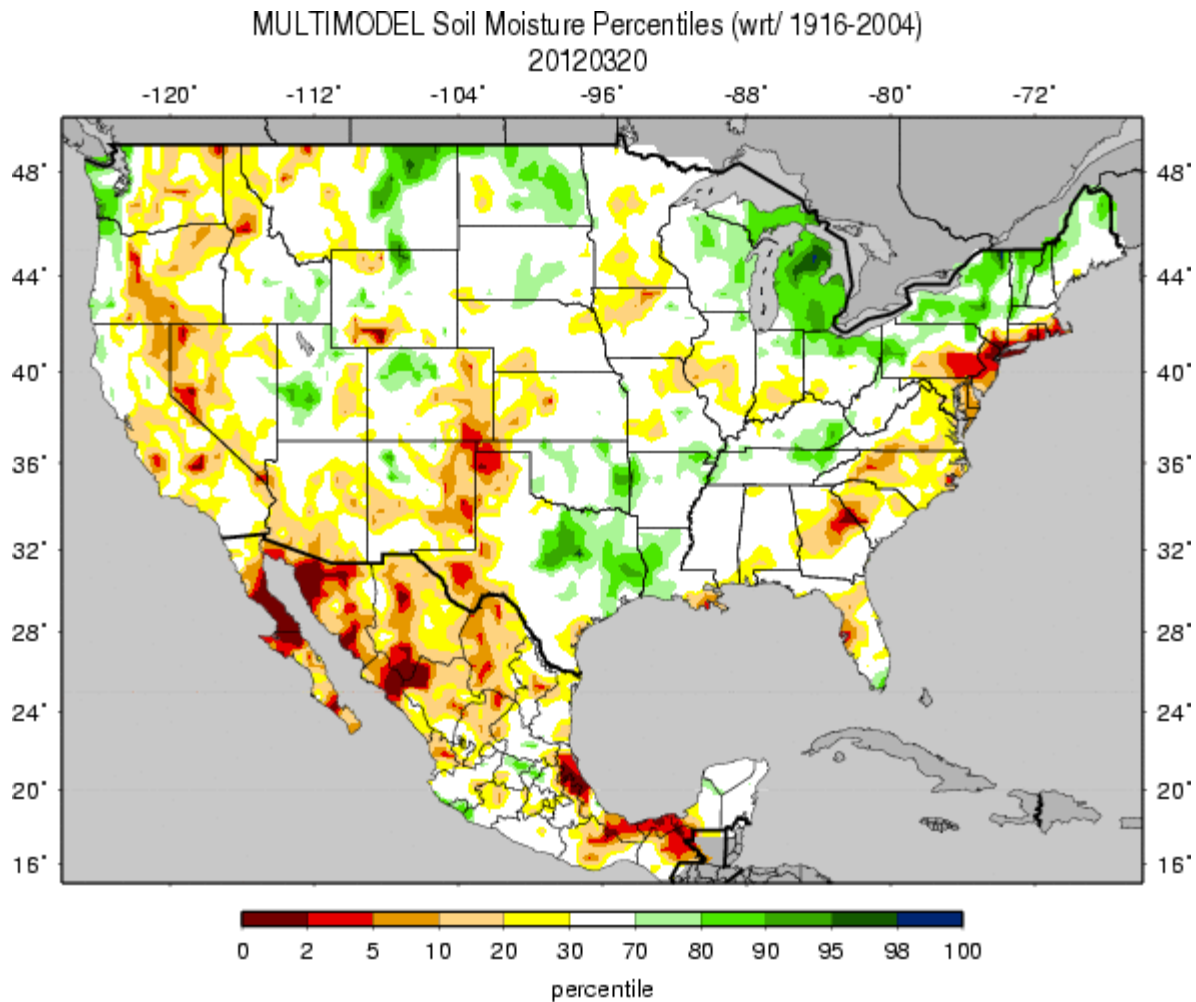 MULTIMODEL Soil Moisture Percentiles (wrt/ 1916-2004)
20120320
-120° -112° -104° -96° -88° -80° -72°
48° 48°
44° 44°
40° 40°
36° 36°
32° 32°
28° 28°
24° 24°
20° 20°
16° 16°
0 2 5 10 20 30 70 80 90 95 98 100
percentile